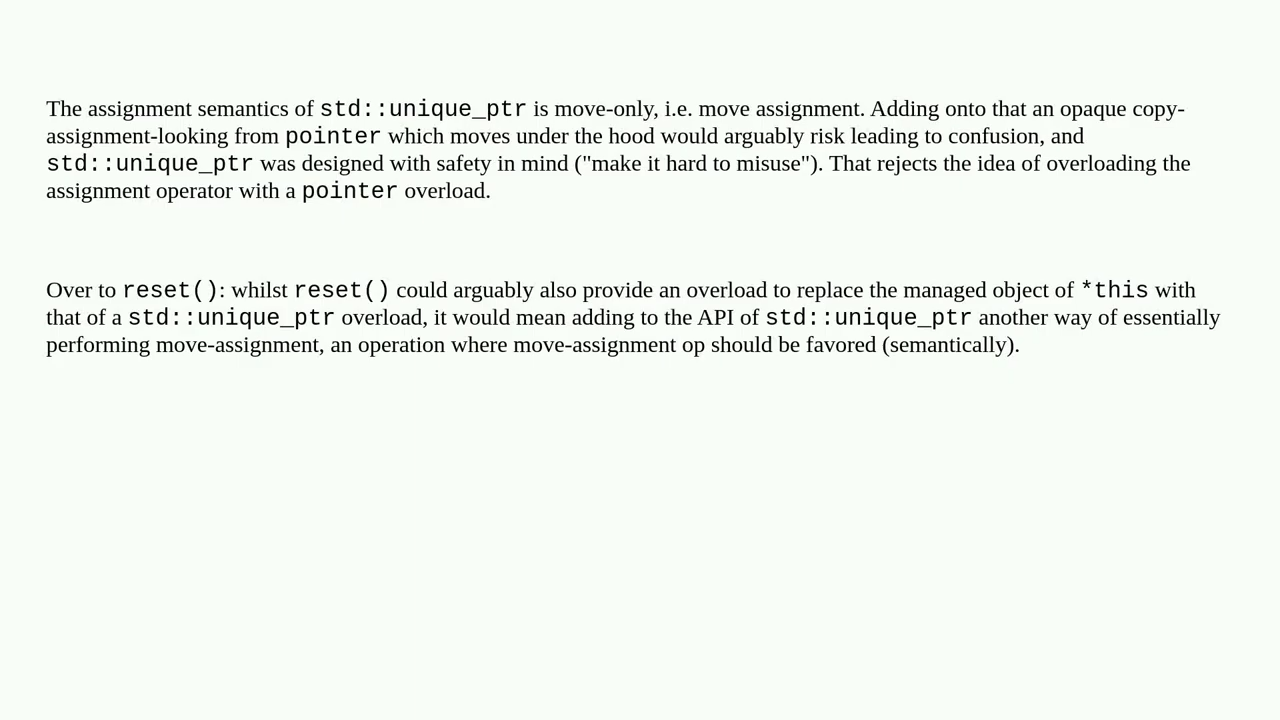 The assignment semantics of std::unique_ptr is move-only, i.e. move assignment. Adding onto that an opaque copy-
assignment-looking from pointer which moves under the hood would arguably risk leading to confusion, and
std::unique_ptr was designed with safety in mind ("make it hard to misuse"). That rejects the idea of overloading the
assignment operator with a pointer overload.
Over to reset(): whilst reset() could arguably also provide an overload to replace the managed object of *this with
that of a std::unique_ptr overload, it would mean adding to the API of std::unique_ptr another way of essentially
performing move-assignment, an operation where move-assignment op should be favored (semantically).